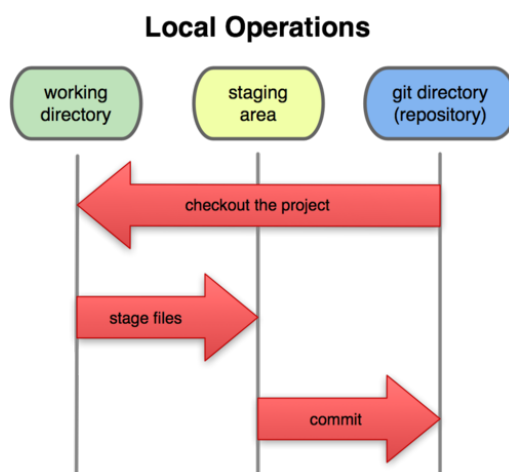 Local Operations
working
directory
staging
area
git directory
(repository)
checkout the project
stage files
commit